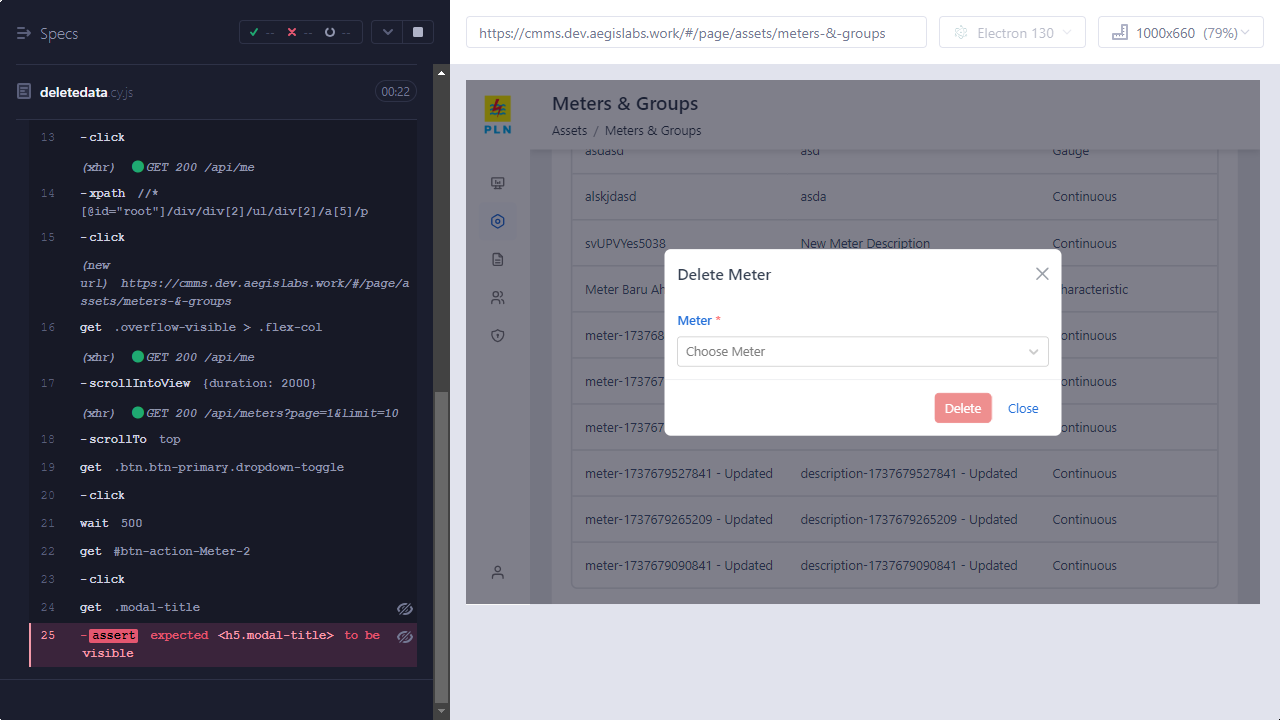 Specs
-- -- --
deletedata.cy.js
00:22
13 -click
(xhr) GET 200 /api/me
14 -xpath //*
[@id="root"]/div/div[2]/ul/div[2]/a[5]/p
15 -click
(new
url) https://cmms.dev.aegislabs.work/#/page/a
ssets/meters-&-groups
16 get .overflow-visible > .flex-col
(xhr) GET 200 /api/me
17 -scrollIntoView {duration: 2000}
(xhr) GET 200 /api/meters?page=1&limit=10
18 -scrollTo top
19 get .btn.btn-primary.dropdown-toggle
20 -click
21 wait 500
22 get #btn-action-Meter-2
23 -click
24 get .modal-title
25 -assert expected <h5.modal-title> to be
visible
https://cmms.dev.aegislabs.work/#/page/assets/meters-&-groups
Electron 130
1000x660 (79%)
PLN
Meters & Groups
Assets / Meters & Groups
asdasd asd Gauge
alskjdasd asda Continuous
svUPVYes5038 New Meter Description Continuous
Meter Baru Ah haracteristic
meter-173768 ontinuous
meter-173767 ontinuous
meter-173767 ontinuous
meter-1737679527841 - Updated description-1737679527841 - Updated Continuous
meter-1737679265209 - Updated description-1737679265209 - Updated Continuous
meter-1737679090841 - Updated description-1737679090841 - Updated Continuous
Delete Meter
Meter *
Choose Meter
Delete Close